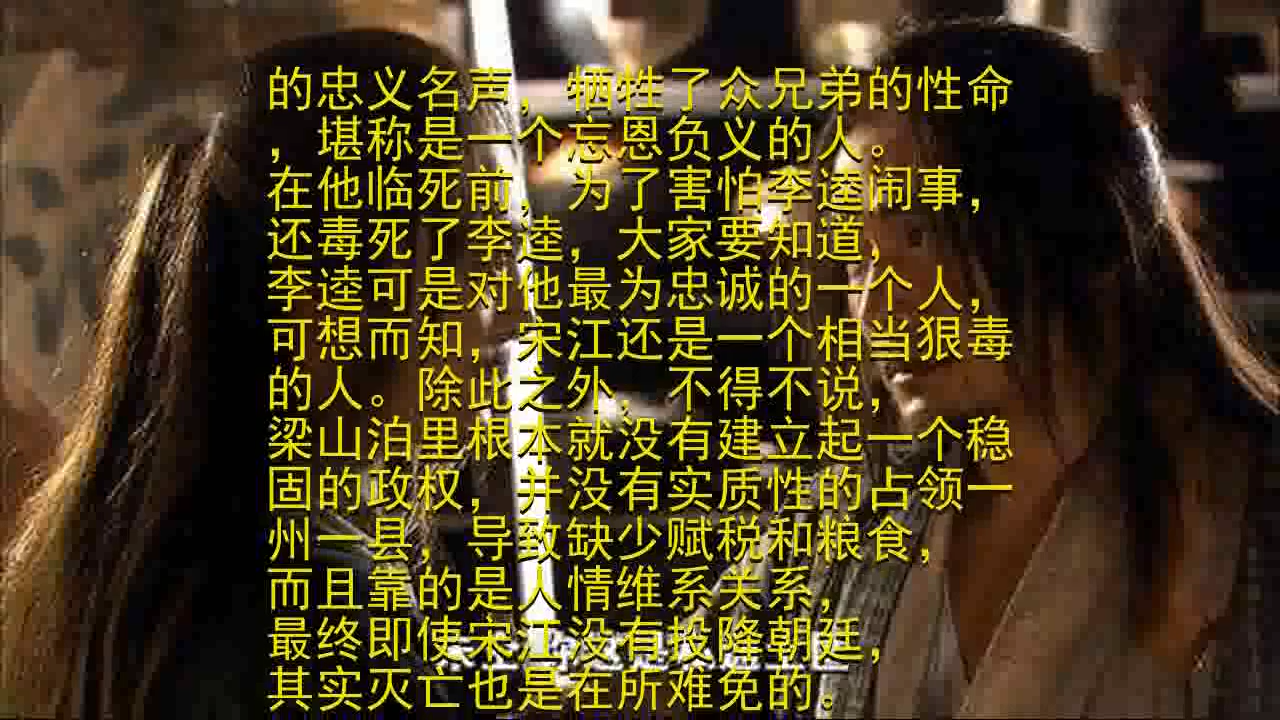 的忠义名声，牺牲了众兄弟的性命
，堪称是一个忘恩负义的人。
在他临死前，为了害怕李逵闹事，
还毒死了李逵，大家要知道，
李逵可是对他最为忠诚的一个人，
可想而知，宋江还是一个相当狠毒
的人。除此之外，不得不说，
梁山泊里根本就没有建立起一个稳
固的政权，并没有实质性的占领一
州一县，导致缺少赋税和粮食，
而且靠的是人情维系关系，
最终即使宋江没有投降朝廷，
其实灭亡也是在所难免的。